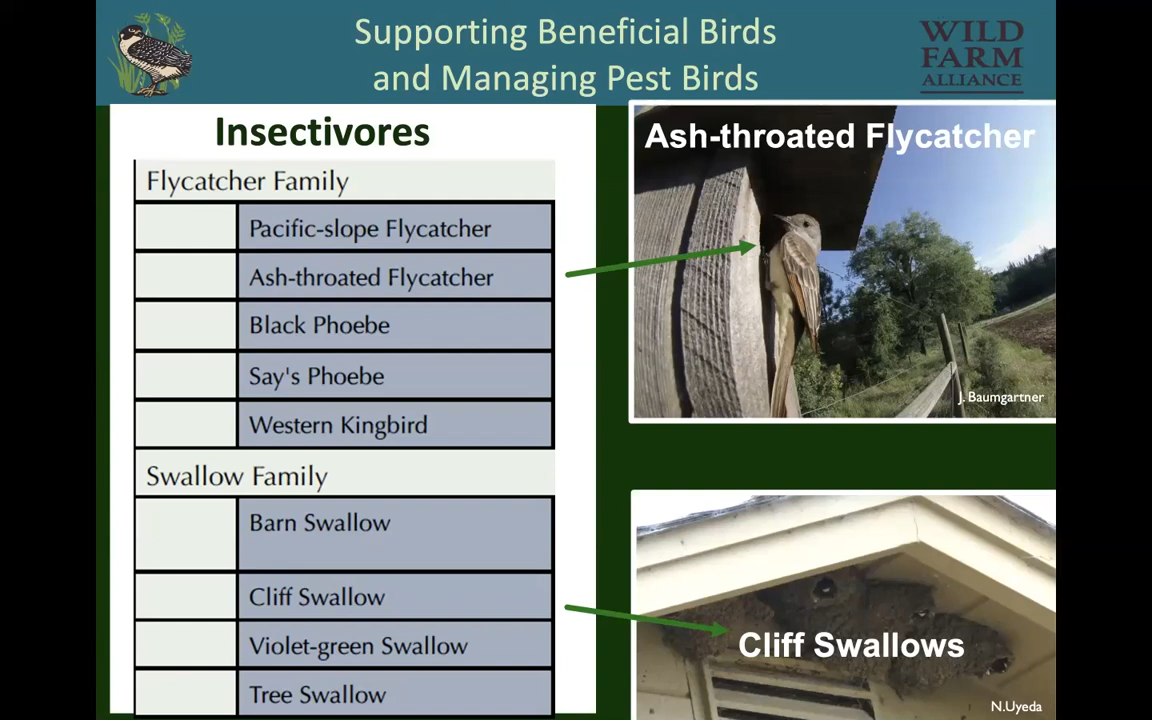 Supporting Beneficial Birds
and Managing Pest Birds
WILD
FARM
ALLIANCE
Insectivores
Flycatcher Family
Pacific-slope Flycatcher
Ash-throated Flycatcher
Black Phoebe
Say's Phoebe
Western Kingbird
Swallow Family
Barn Swallow
Cliff Swallow
Violet-green Swallow
Tree Swallow
Ash-throated Flycatcher
J. Baumgartner
Cliff Swallows
N.Uyeda